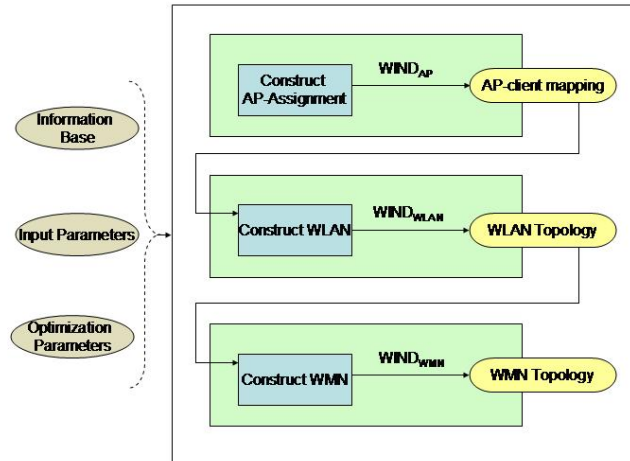 Information
Base
Input Parameters
Optimization
Parameters
Construct
AP-Assignment
WIND_AP
AP-client mapping
Construct WLAN
WIND_WLAN
WLAN Topology
Construct WMN
WIND_WMN
WMN Topology